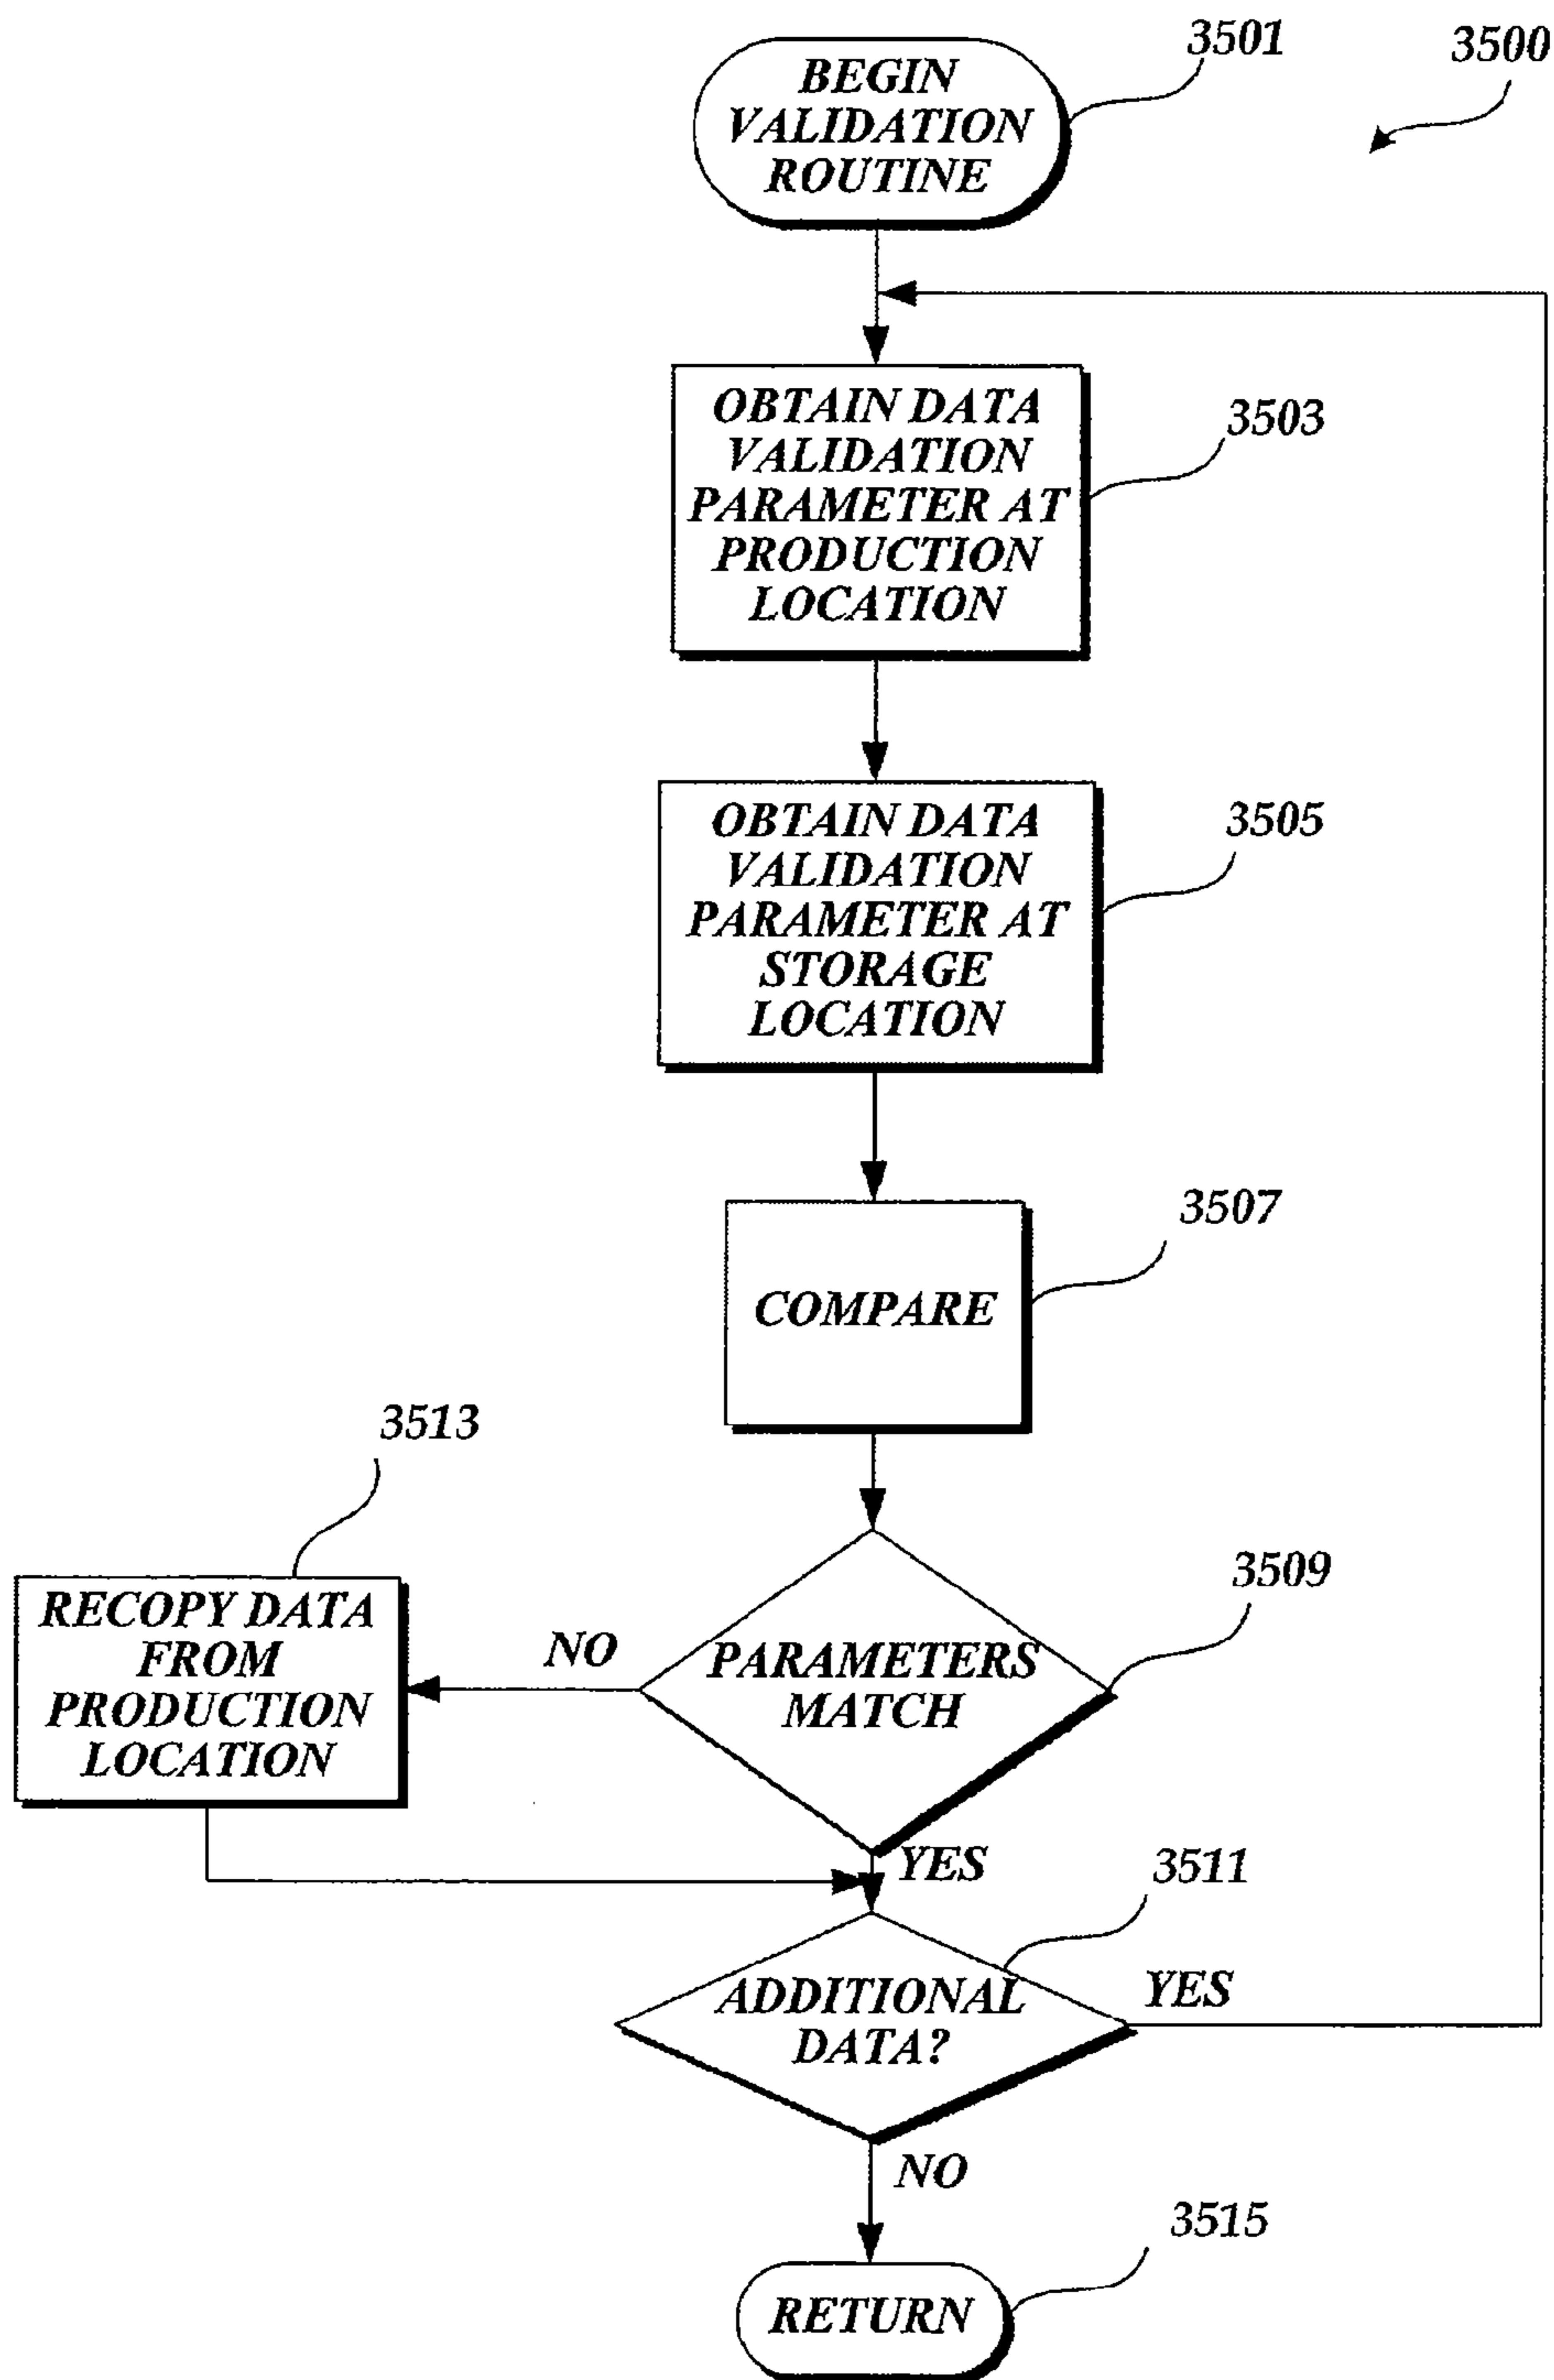 3501
3500
BEGIN
VALIDATION
ROUTINE
OBTAIN DATA
VALIDATION
PARAMETER AT
PRODUCTION
LOCATION
3503
OBTAIN DATA
VALIDATION
PARAMETER AT
STORAGE
LOCATION
3505
3507
COMPARE
3513
3509
RECOPY DATA
FROM
PRODUCTION
LOCATION
NO
PARAMETERS
MATCH
YES
3511
ADDITIONAL
DATA?
YES
NO
3515
RETURN